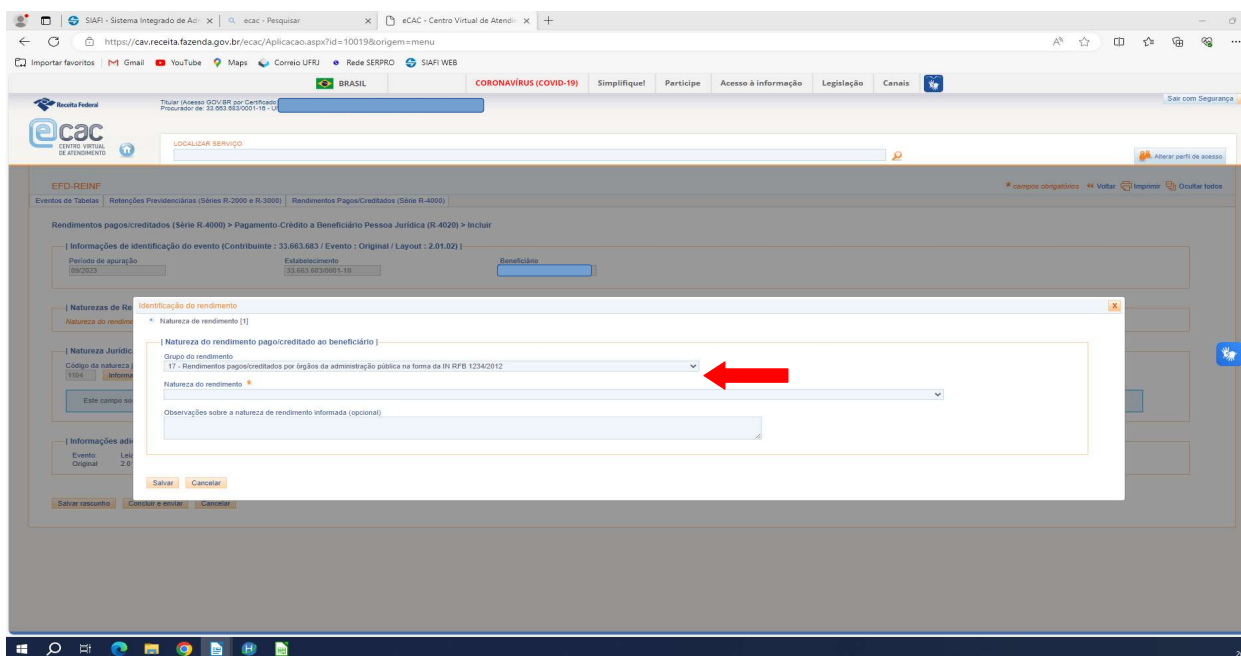 SIAFI - Sistema Integrado de Ad
ecac - Pesquisar
eCAC - Centro Virtual de Atendi
https://cav.receita.fazenda.gov.br/ecac/Aplicacao.aspx?id=10019&origem=menu
Importar favoritos Gmail YouTube Maps Correio UFRJ Rede SERPRO SIAFI WEB
BRASIL CORONAVÍRUS (COVID-19) Simplifique! Participe Acesso à informação Legislação Canais
Receita Federal
Titular (Acesso GOV.BR por Certificado
Procurador de: 33.663.683/0001-16 - U
Sair com Segurança
ecac
CENTRO VIRTUAL
DE ATENDIMENTO
LOCALIZAR SERVIÇO
Alterar perfil de acesso
EFD-REINF
* campos obrigatórios Voltar Imprimir Ocultar todos
Eventos de Tabelas Retenções Previdenciárias (Séries R-2000 e R-3000) Rendimentos Pagos/Creditados (Série R-4000)
Rendimentos pagos/creditados (Série R-4000) > Pagamento-Crédito a Beneficiário Pessoa Jurídica (R-4020) > Incluir
| Informações de identificação do evento (Contribuinte : 33.663.683 / Evento : Original / Layout : 2.01.02) |
Período de apuração Estabelecimento Beneficiário
09/2023 33.663.683/0001-16
| Naturezas de Re
Natureza do rendime
Identificação do rendimento
x
Natureza de rendimento [1]
| Natureza do rendimento pago/creditado ao beneficiário |
Grupo do rendimento
17 - Rendimentos pagos/creditados por órgãos da administração pública na forma da IN RFB 1234/2012
Natureza do rendimento *
Observações sobre a natureza de rendimento informada (opcional)
Salvar Cancelar
| Natureza Jurídic
Código da natureza j
1104 Informa
Este campo so
| Informações adi
Evento Lei
Original 2.0
Salvar rascunho Concluir e enviar Cancelar